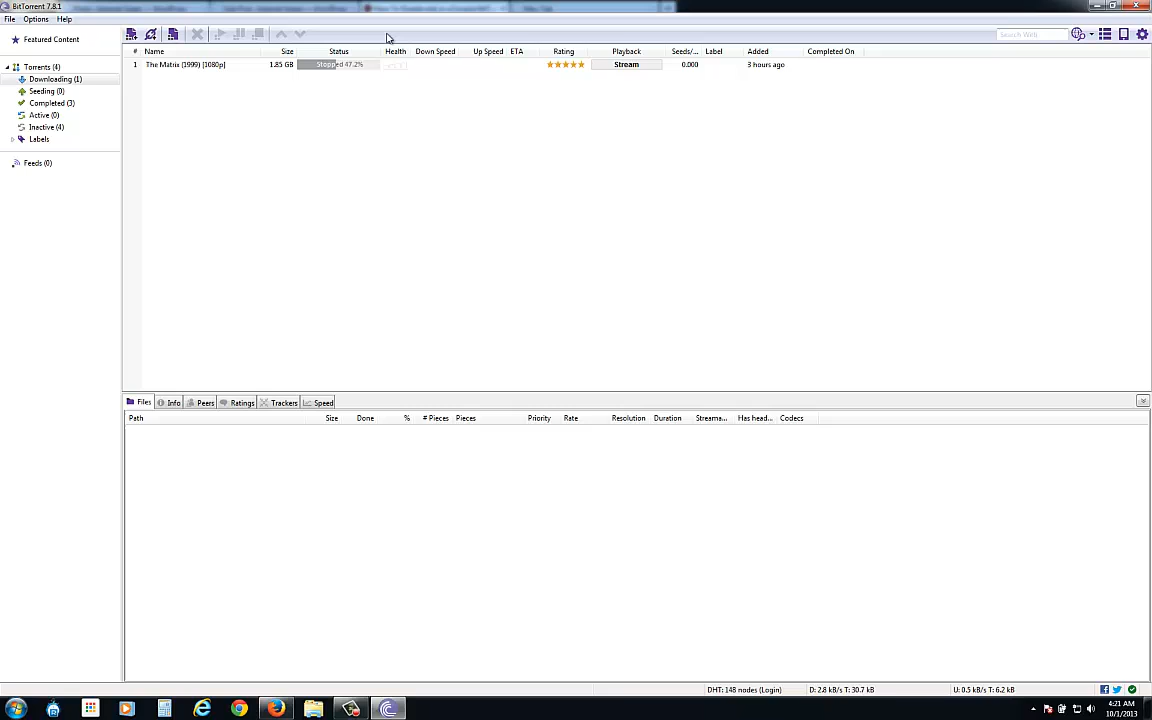 BitTorrent 7.8.1
File Options Help
Search Web
Featured Content
Torrents (4)
Downloading (1)
Seeding (0)
Completed (3)
Active (0)
Inactive (4)
Labels
Feeds (0)
# Name Size Status Health Down Speed Up Speed ETA Rating Playback Seeds/... Label Added Completed On
1 The Matrix (1999) [1080p] 1.85 GB Stopped 47.2% Stream 0.000 3 hours ago
Files Info Peers Ratings Trackers Speed
Path Size Done % # Pieces Pieces Priority Rate Resolution Duration Streama... Has head... Codecs
DHT: 148 nodes (Login) D: 2.8 kB/s T: 30.7 kB U: 0.5 kB/s T: 6.2 kB
4:21 AM
10/1/2013